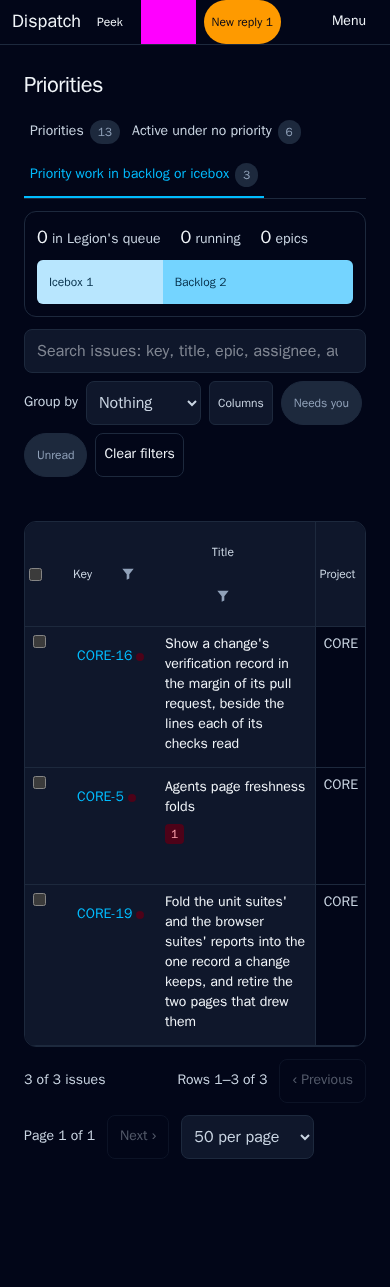 Dispatch Peek New reply 1 Menu
Priorities
Priorities 13 Active under no priority 6
Priority work in backlog or icebox 3
0 in Legion's queue 0 running 0 epics
Icebox 1 Backlog 2
Search issues: key, title, epic, assignee, au
Group by Nothing Columns Needs you
Unread Clear filters
Title
Key Project
CORE-16 Show a change's CORE
verification record in
the margin of its pull
request, beside the
lines each of its
checks read
CORE-5 Agents page freshness CORE
folds
1
CORE-19 Fold the unit suites' CORE
and the browser
suites' reports into the
one record a change
keeps, and retire the
two pages that drew
them
3 of 3 issues Rows 1–3 of 3 ‹ Previous
Page 1 of 1 Next › 50 per page